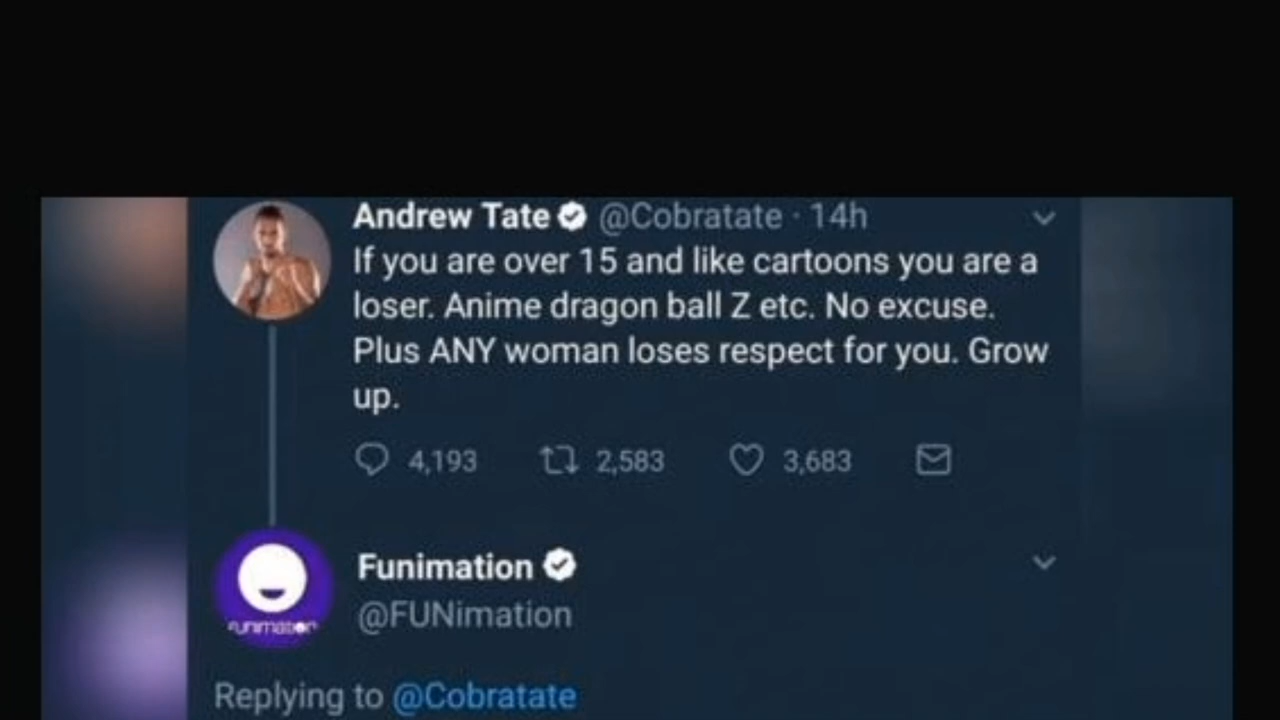 Andrew Tate @Cobratate · 14h
If you are over 15 and like cartoons you are a
loser. Anime dragon ball Z etc. No excuse.
Plus ANY woman loses respect for you. Grow
up.
4,193 2,583 3,683
Funimation
@FUNimation
FUNIMATION
Replying to @Cobratate